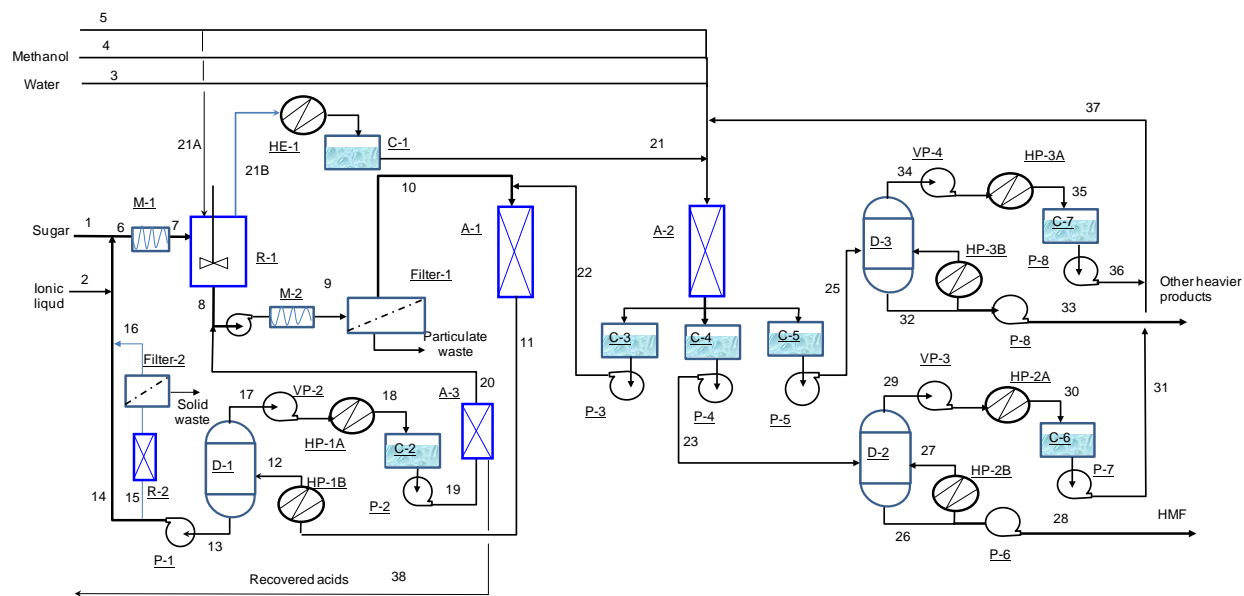 5
4
Methanol
Water
3
37
21A
21B
HE-1
C-1
21
VP-4
HP-3A
34
35
10
M-1
1
6
7
Sugar
R-1
A-1
A-2
D-3
C-7
HP-3B
P-8
36
2
Ionic
liqud
8
M-2
9
Filter-1
22
25
Other heavier
products
32
33
P-8
16
Filter-2
Particulate
waste
11
C-3
C-4
C-5
VP-3
HP-2A
29
30
31
Solid
waste
17
VP-2
18
20
A-3
P-3
P-4
P-5
HP-1A
C-2
23
D-2
27
C-6
HP-2B
P-7
D-1
12
HP-1B
14
15
R-2
P-2
19
13
P-1
26
28
HMF
P-6
Recovered acids
38